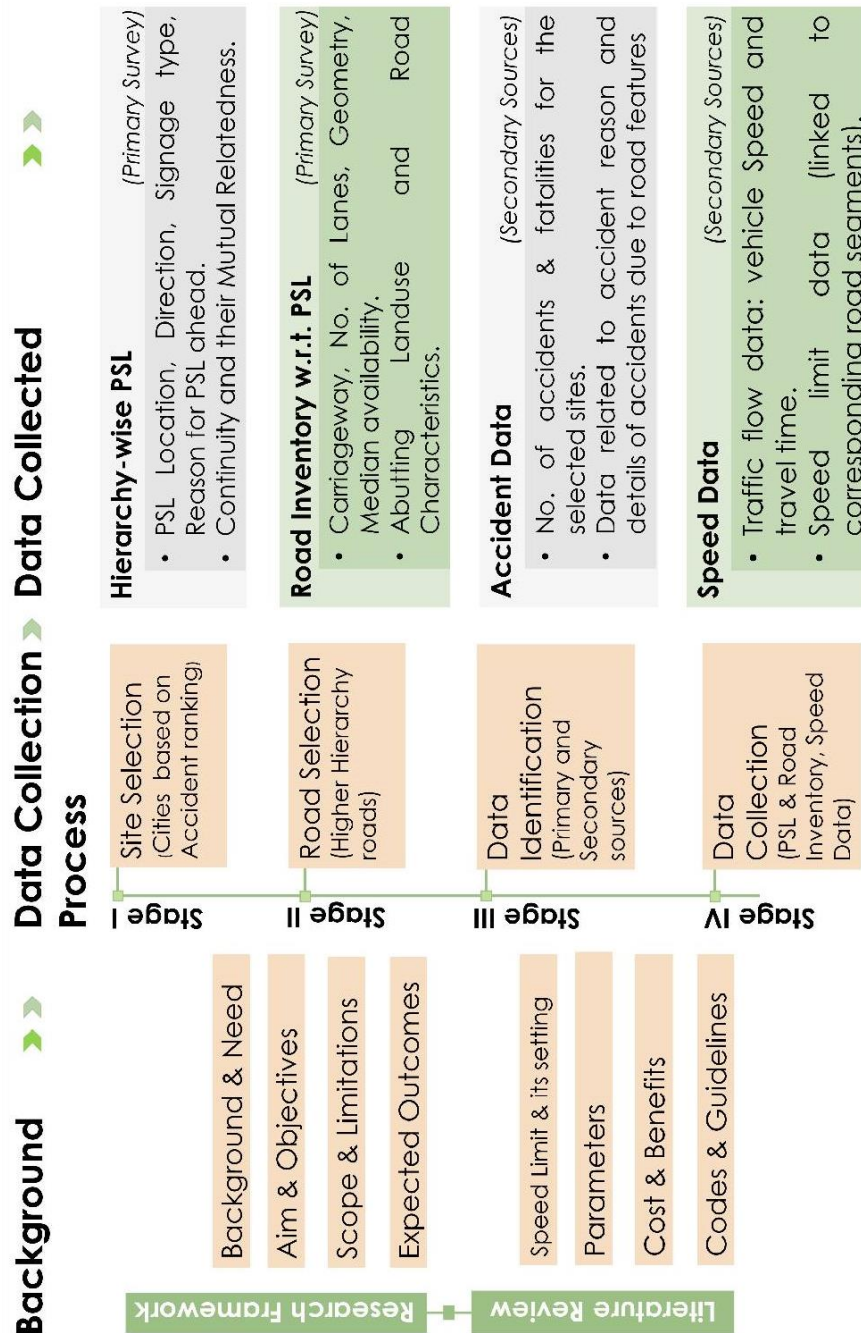 Background
Research Framework
Background & Need
Aim & Objectives
Scope & Limitations
Expected Outcomes
Literature Review
Speed Limit & its setting
Parameters
Cost & Benefits
Codes & Guidelines
Data Collection
Process
Stage I
Site Selection
(Cities based on
Accident ranking)
Stage II
Road Selection
(Higher Hierarchy
roads)
Stage III
Data
Identification
(Primary and
Secondary
sources)
Stage IV
Data
Collection
(PSL & Road
Inventory, Speed
Data)
Data Collected
Hierarchy-wise PSL
(Primary Survey)
• PSL Location, Direction, Signage type,
Reason for PSL ahead.
• Continuity and their Mutual Relatedness.
Road Inventory w.r.t. PSL
(Primary Survey)
• Carriageway, No. of Lanes, Geometry,
Median availability.
• Abutting Landuse and Road
Characteristics.
Accident Data
(Secondary Sources)
• No. of accidents & fatalities for the
selected sites.
• Data related to accident reason and
details of accidents due to road features
Speed Data
(Secondary Sources)
• Traffic flow data: vehicle Speed and
travel time.
• Speed limit data (linked to
corresponding road segments).